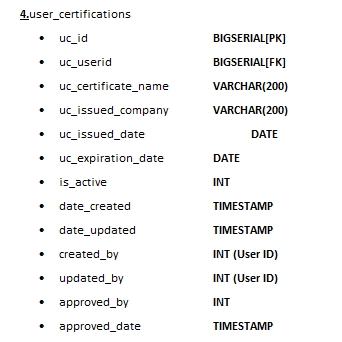 4.user_certifications
• uc_id BIGSERIAL[PK]
• uc_userid BIGSERIAL[FK]
• uc_certificate_name VARCHAR(200)
• uc_issued_company VARCHAR(200)
• uc_issued_date DATE
• uc_expiration_date DATE
• is_active INT
• date_created TIMESTAMP
• date_updated TIMESTAMP
• created_by INT (User ID)
• updated_by INT (User ID)
• approved_by INT
• approved_date TIMESTAMP